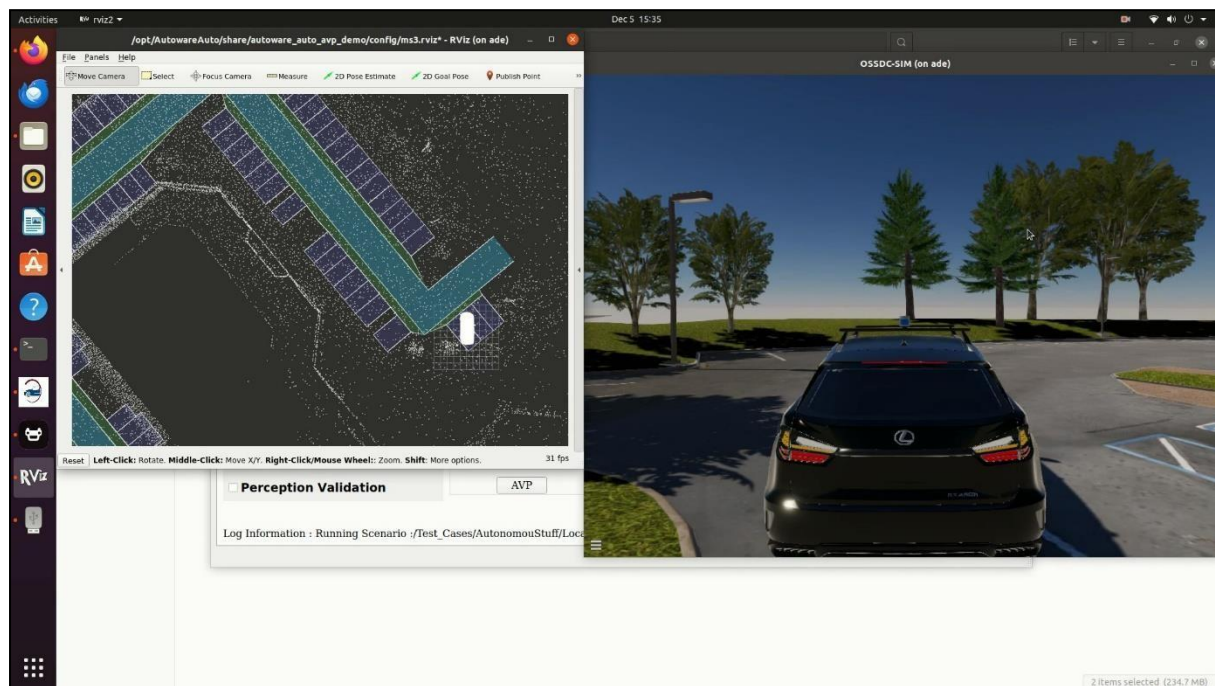 Activities
rviz2
Dec 5 15:35
/opt/AutowareAuto/share/autoware_auto_avp_demo/config/ms3.rviz* - RViz (on ade)
File Panels Help
Move Camera Select Focus Camera Measure 2D Pose Estimate 2D Goal Pose Publish Point »
OSSDC-SIM (on ade)
Reset Left-Click: Rotate. Middle-Click: Move X/Y. Right-Click/Mouse Wheel:: Zoom. Shift: More options. 31 fps
RViz
Perception Validation
AVP
Log Information : Running Scenario :/Test_Cases/AutonomouStuff/Loca
2 items selected (234.7 MB)